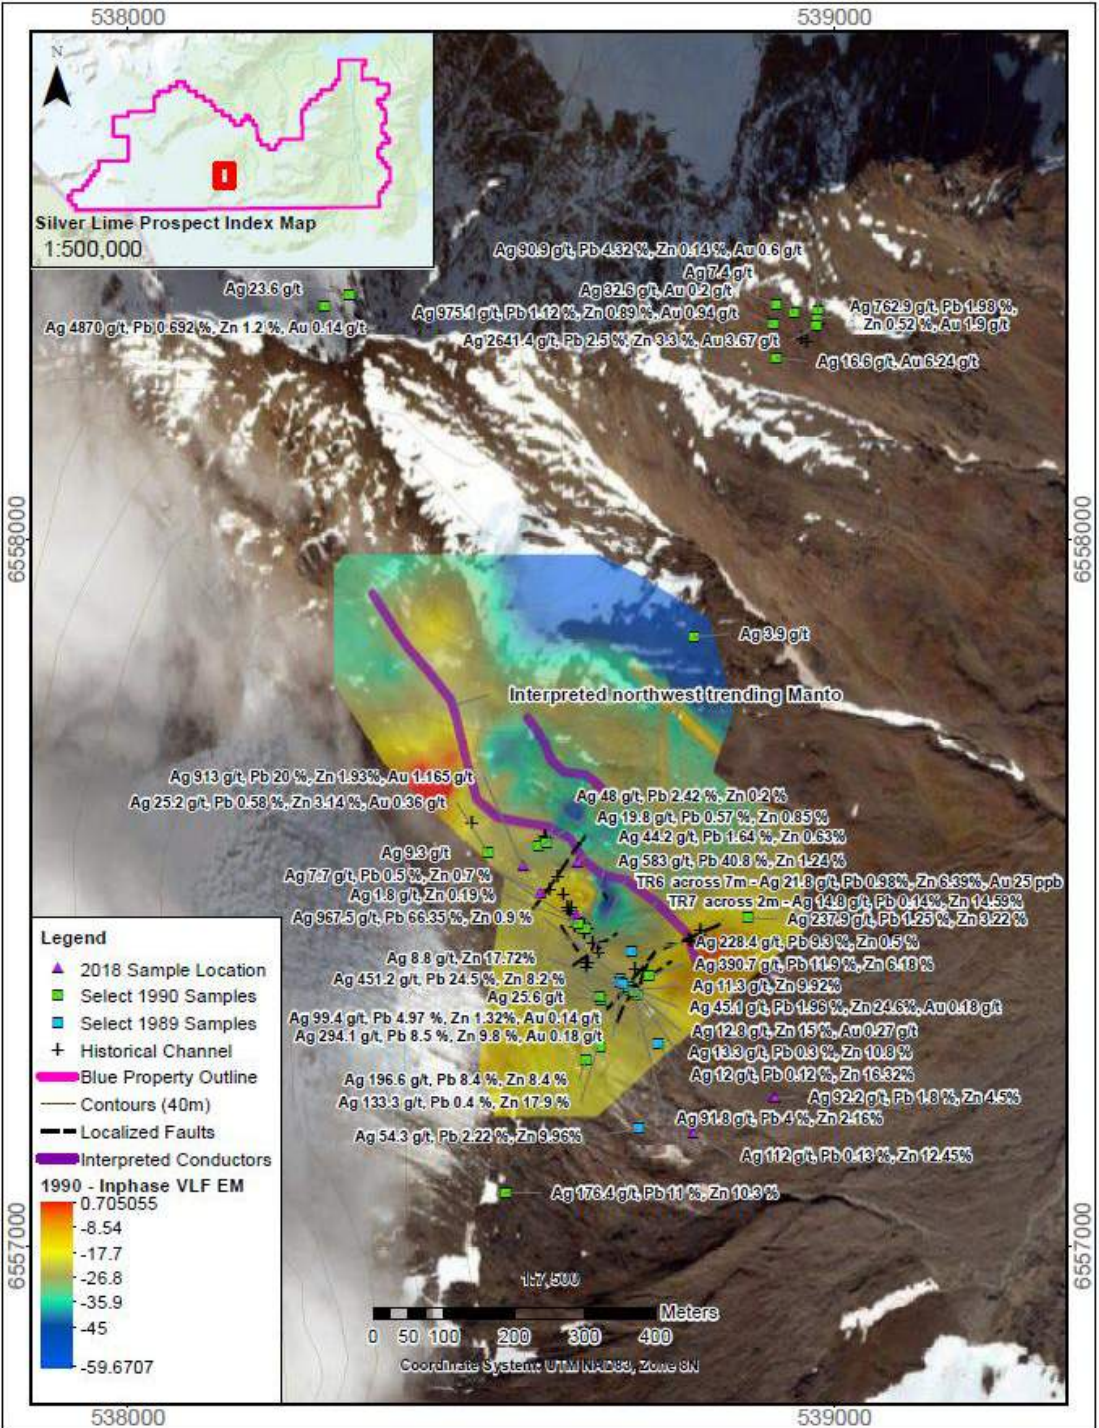 538000
539000
N
Silver Lime Prospect Index Map
1:500,000
Ag 90.9 g/t, Pb 4.32 %, Zn 0.14 %, Au 0.6 g/t
Ag 7.4 g/t
Ag 23.6 g/t
Ag 32.6 g/t, Au 0.2 g/t
Ag 975.1 g/t, Pb 1.12 %, Zn 0.89 %, Au 0.94 g/t
Ag 762.9 g/t, Pb 1.98 %,
Zn 0.52 %, Au 1.9 g/t
Ag 4870 g/t, Pb 0.692 %, Zn 1.2 %, Au 0.14 g/t
Ag 2641.4 g/t, Pb 2.5 %, Zn 3.3 %, Au 3.67 g/t
Ag 16.6 g/t, Au 6.24 g/t
6558000
6558000
Ag 3.9 g/t
Interpreted northwest trending Manto
Ag 913 g/t, Pb 20 %, Zn 1.93%, Au 1.165 g/t
Ag 25.2 g/t, Pb 0.58 %, Zn 3.14 %, Au 0.36 g/t
Ag 48 g/t, Pb 2.42 %, Zn 0.2 %
Ag 19.8 g/t, Pb 0.57 %, Zn 0.85 %
Ag 44.2 g/t, Pb 1.64 %, Zn 0.63%
Ag 9.3 g/t
Ag 583 g/t, Pb 40.8 %, Zn 1.24 %
Ag 7.7 g/t, Pb 0.5 %, Zn 0.7 %
TR6 across 7m - Ag 21.8 g/t, Pb 0.98%, Zn 6.39%, Au 25 ppb
Ag 1.8 g/t, Zn 0.19 %
TR7 across 2m - Ag 14.8 g/t, Pb 0.14%, Zn 14.59%
Ag 967.5 g/t, Pb 66.35 %, Zn 0.9 %
Ag 237.9 g/t, Pb 1.25 %, Zn 3.22 %
Ag 228.4 g/t, Pb 9.3 %, Zn 0.5 %
Ag 8.8 g/t, Zn 17.72%
Ag 390.7 g/t, Pb 11.9 %, Zn 6.18 %
Ag 451.2 g/t, Pb 24.5 %, Zn 8.2 %
Ag 11.3 g/t, Zn 9.92%
Ag 25.6 g/t
Ag 45.1 g/t, Pb 1.96 %, Zn 24.6%, Au 0.18 g/t
Ag 99.4 g/t, Pb 4.97 %, Zn 1.32%, Au 0.14 g/t
Ag 12.8 g/t, Zn 15 %, Au 0.27 g/t
Ag 294.1 g/t, Pb 8.5 %, Zn 9.8 %, Au 0.18 g/t
Ag 13.3 g/t, Pb 0.3 %, Zn 10.8 %
Ag 12 g/t, Pb 0.12 %, Zn 16.32%
Ag 196.6 g/t, Pb 8.4 %, Zn 8.4 %
Ag 92.2 g/t, Pb 1.8 %, Zn 4.5%
Ag 133.3 g/t, Pb 0.4 %, Zn 17.9 %
Ag 91.8 g/t, Pb 4 %, Zn 2.16%
Ag 54.3 g/t, Pb 2.22 %, Zn 9.96%
Ag 112 g/t, Pb 0.13 %, Zn 12.45%
Ag 176.4 g/t, Pb 11 %, Zn 10.3 %
Legend
2018 Sample Location
Select 1990 Samples
Select 1989 Samples
Historical Channel
Blue Property Outline
Contours (40m)
Localized Faults
Interpreted Conductors
1990 - Inphase VLF EM
0.705055
-8.54
-17.7
-26.8
-35.9
-45
-59.6707
6557000
6557000
1:7,500
Meters
0 50 100 200 300 400
Coordinate System: UTM NAD83, Zone 8N
538000
539000